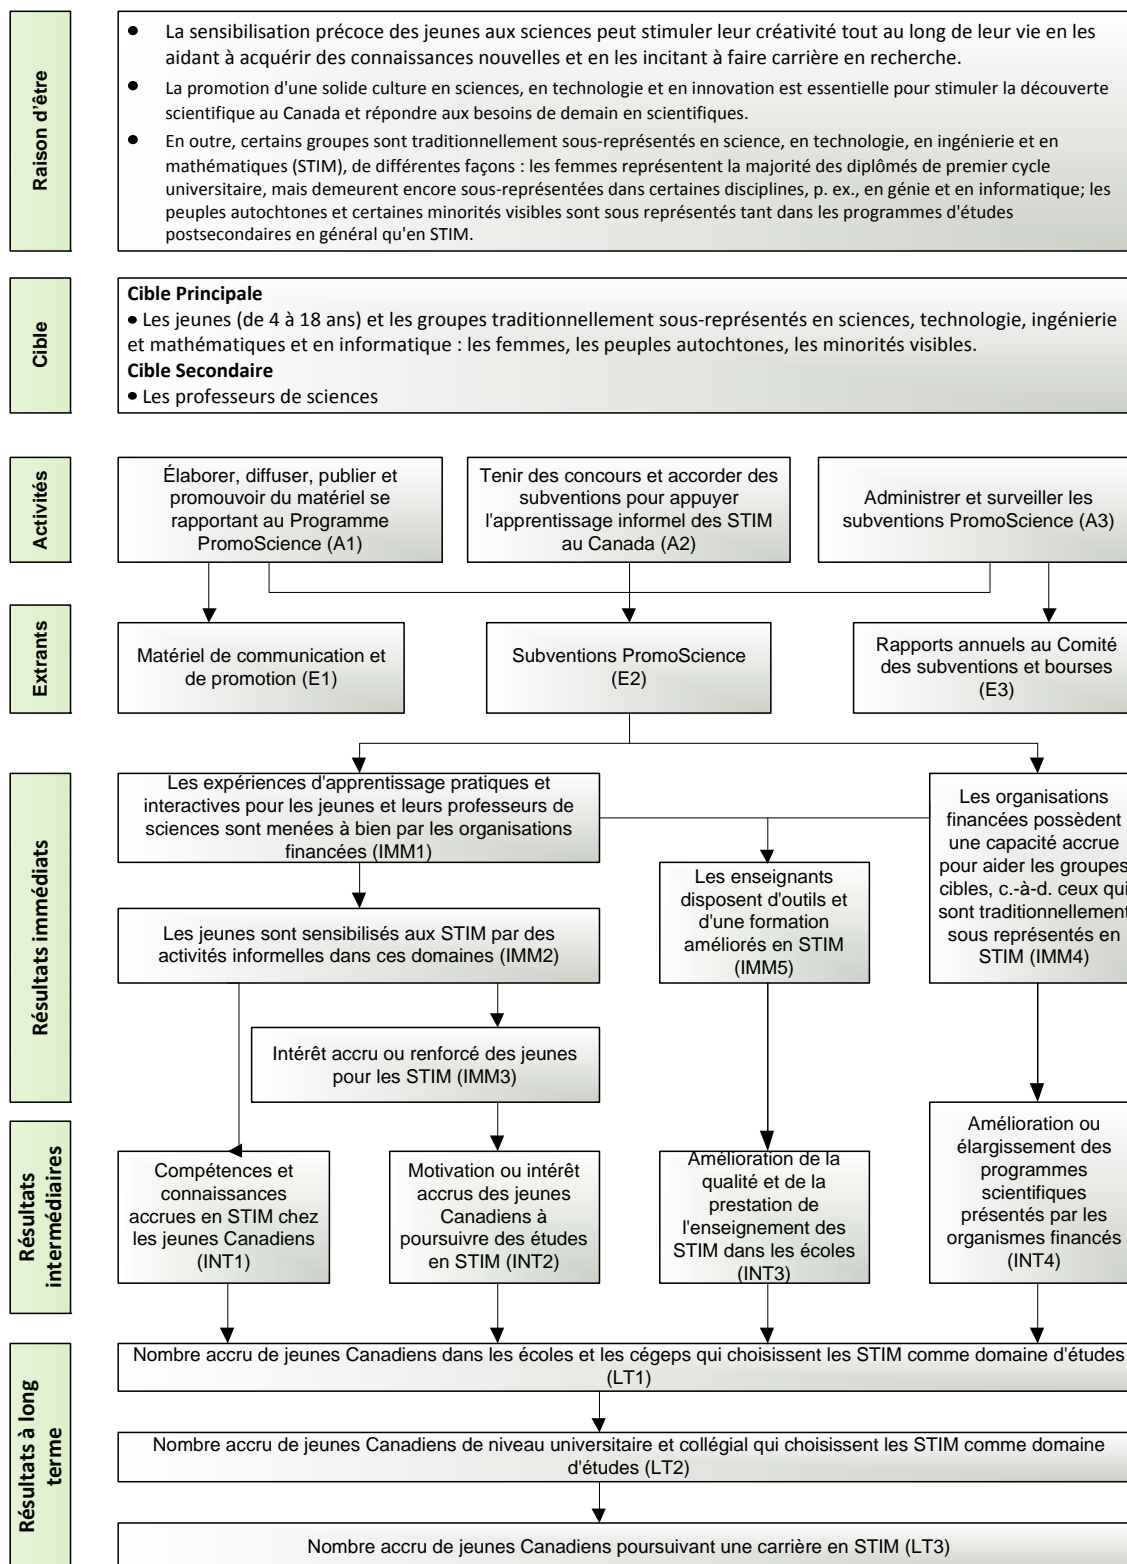 Raison d'être
• La sensibilisation précoce des jeunes aux sciences peut stimuler leur créativité tout au long de leur vie en les
aidant à acquérir des connaissances nouvelles et en les incitant à faire carrière en recherche.
• La promotion d'une solide culture en sciences, en technologie et en innovation est essentielle pour stimuler la découverte
scientifique au Canada et répondre aux besoins de demain en scientifiques.
• En outre, certains groupes sont traditionnellement sous-représentés en science, en technologie, en ingénierie et en
mathématiques (STIM), de différentes façons : les femmes représentent la majorité des diplômés de premier cycle
universitaire, mais demeurent encore sous-représentées dans certaines disciplines, p. ex., en génie et en informatique; les
peuples autochtones et certaines minorités visibles sont sous représentés tant dans les programmes d'études
postsecondaires en général qu'en STIM.
Cible
Cible Principale
• Les jeunes (de 4 à 18 ans) et les groupes traditionnellement sous-représentés en sciences, technologie, ingénierie
et mathématiques et en informatique : les femmes, les peuples autochtones, les minorités visibles.
Cible Secondaire
• Les professeurs de sciences
Activités
Élaborer, diffuser, publier et
promouvoir du matériel se
rapportant au Programme
PromoScience (A1)
Tenir des concours et accorder des
subventions pour appuyer
l'apprentissage informel des STIM
au Canada (A2)
Administrer et surveiller les
subventions PromoScience (A3)
Extrants
Matériel de communication et
de promotion (E1)
Subventions PromoScience
(E2)
Rapports annuels au Comité
des subventions et bourses
(E3)
Résultats immédiats
Les expériences d'apprentissage pratiques et
interactives pour les jeunes et leurs professeurs de
sciences sont menées à bien par les organisations
financées (IMM1)
Les jeunes sont sensibilisés aux STIM par des
activités informelles dans ces domaines (IMM2)
Intérêt accru ou renforcé des jeunes
pour les STIM (IMM3)
Les enseignants
disposent d'outils et
d'une formation
améliorés en STIM
(IMM5)
Les organisations
financées possèdent
une capacité accrue
pour aider les groupes
cibles, c.-à-d. ceux qui
sont traditionnellement
sous représentés en
STIM (IMM4)
Résultats
intermédiaires
Compétences et
connaissances
accrues en STIM chez
les jeunes Canadiens
(INT1)
Motivation ou intérêt
accrus des jeunes
Canadiens à
poursuivre des études
en STIM (INT2)
Amélioration de la
qualité et de la
prestation de
l'enseignement des
STIM dans les écoles
(INT3)
Amélioration ou
élargissement des
programmes
scientifiques
présentés par les
organismes financés
(INT4)
Résultats à long
terme
Nombre accru de jeunes Canadiens dans les écoles et les cégeps qui choisissent les STIM comme domaine d'études
(LT1)
Nombre accru de jeunes Canadiens de niveau universitaire et collégial qui choisissent les STIM comme domaine
d'études (LT2)
Nombre accru de jeunes Canadiens poursuivant une carrière en STIM (LT3)